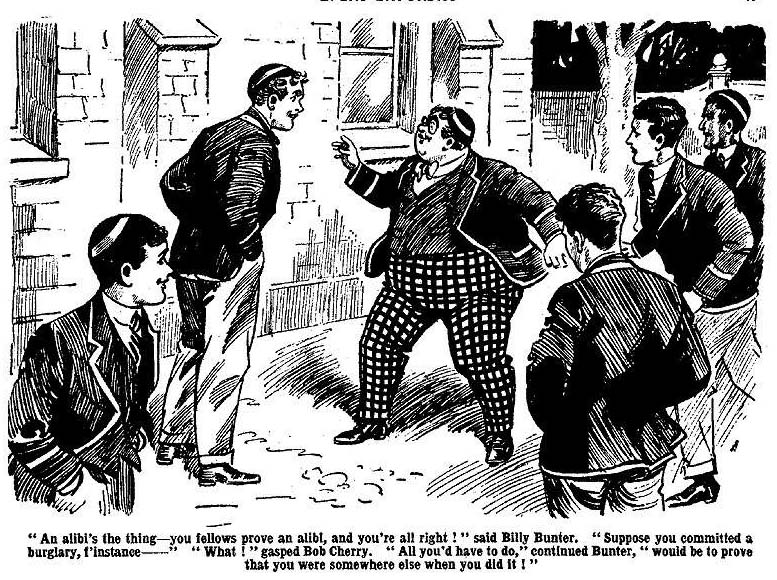 “ An alibi's the thing—you fellows prove an alibi, and you're all right ! ” said Billy Bunter. “ Suppose you committed a
burglary, f'instance—— ” “ What ! ” gasped Bob Cherry. “ All you'd have to do,” continued Bunter, “ would be to prove
that you were somewhere else when you did it ! ”